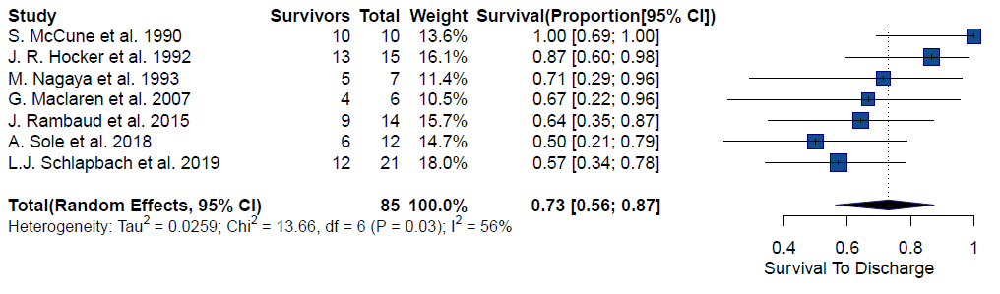 Study Survivors Total Weight Survival(Proportion[95% CI])
S. McCune et al. 1990 10 10 13.6% 1.00 [0.69; 1.00]
J. R. Hocker et al. 1992 13 15 16.1% 0.87 [0.60; 0.98]
M. Nagaya et al. 1993 5 7 11.4% 0.71 [0.29; 0.96]
G. Maclaren et al. 2007 4 6 10.5% 0.67 [0.22; 0.96]
J. Rambaud et al. 2015 9 14 15.7% 0.64 [0.35; 0.87]
A. Sole et al. 2018 6 12 14.7% 0.50 [0.21; 0.79]
L.J. Schlapbach et al. 2019 12 21 18.0% 0.57 [0.34; 0.78]
Total(Random Effects, 95% CI) 85 100.0% 0.73 [0.56; 0.87]
Heterogeneity: Tau² = 0.0259; Chi² = 13.66, df = 6 (P = 0.03); I² = 56%
0.4 0.6 0.8 1
Survival To Discharge